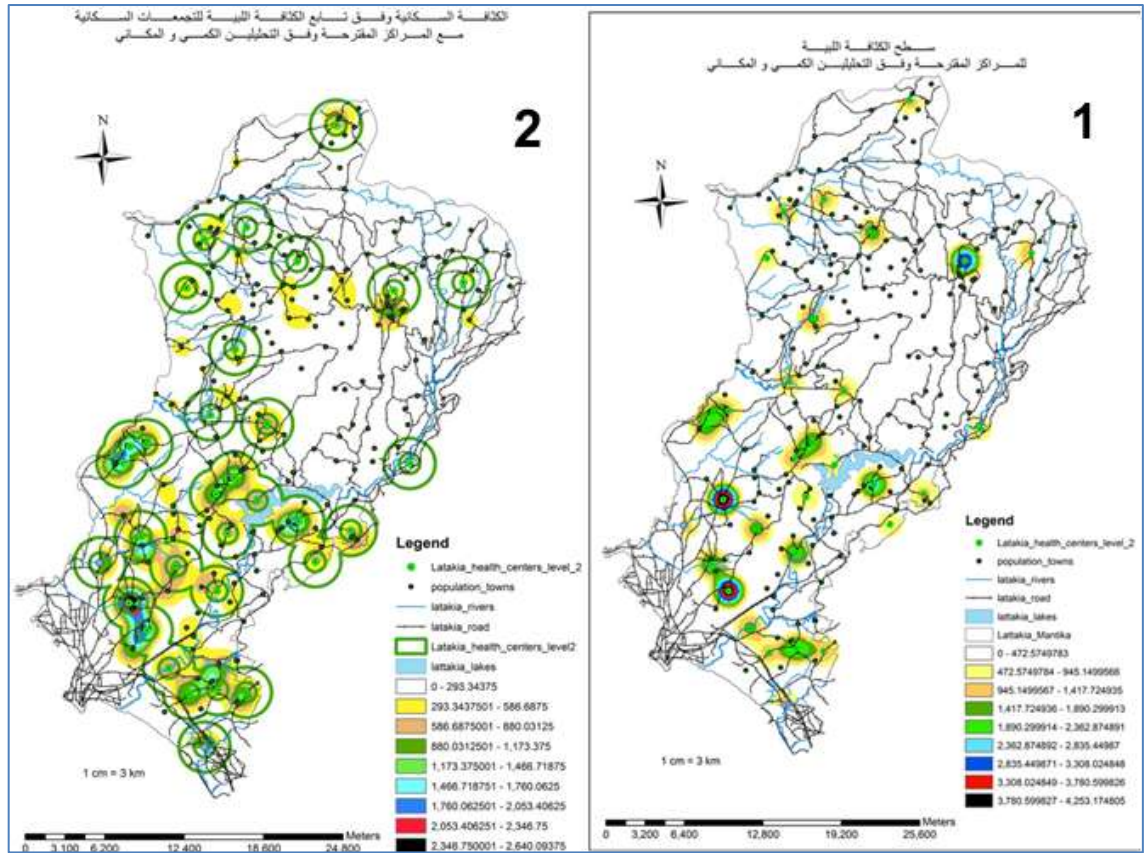 الكثافة السكانية وفق تابع الكثافة اللبية للتجمعات السكانية
مع المراكز المقترحة وفق التحليلين الكمي و المكاني
2
N
Legend
Latakia_health_centers_level_2
population_towns
latakia_rivers
latakia_road
Latakia_health_centers_level2
lattakia_lakes
0 - 293.34375
293.3437501 - 586.6875
586.6875001 - 880.03125
880.0312501 - 1,173.375
1,173.375001 - 1,466.71875
1,466.718751 - 1,760.0625
1,760.062501 - 2,053.40625
2,053.406251 - 2,346.75
2,346.750001 - 2,640.09375
1 cm = 3 km
Meters
0 3,100 6,200 12,400 18,600 24,800
سطح الكثافة اللبية
للمراكز المقترحة وفق التحليلين الكمي و المكاني
1
N
Legend
Latakia_health_centers_level_2
population_towns
latakia_rivers
latakia_road
lattakia_lakes
Lattakia_Mantika
0 - 472.5749783
472.5749784 - 945.1499566
945.1499567 - 1,417.724935
1,417.724936 - 1,890.299913
1,890.299914 - 2,362.874891
2,362.874892 - 2,835.44987
2,835.449871 - 3,308.024848
3,308.024849 - 3,780.599826
3,780.599827 - 4,253.174805
1 cm = 3 km
Meters
0 3,200 6,400 12,800 19,200 25,600